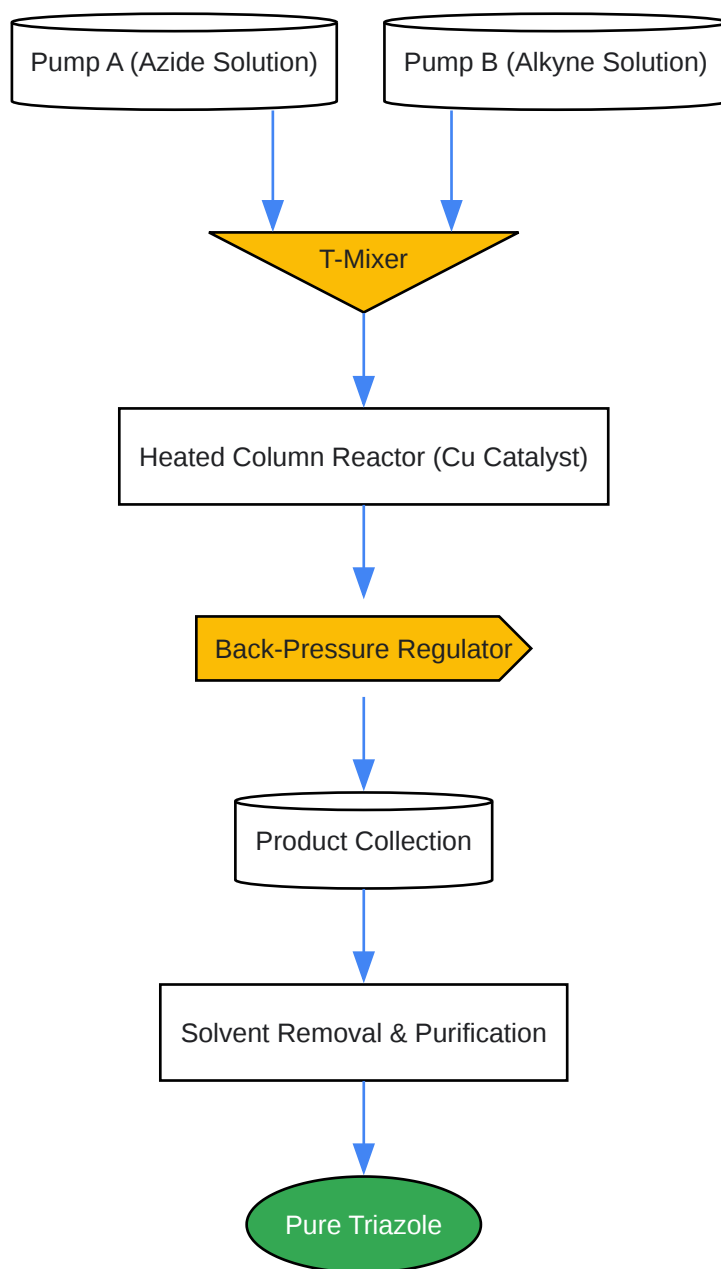 Pump A (Azide Solution)
Pump B (Alkyne Solution)
T-Mixer
Heated Column Reactor (Cu Catalyst)
Back-Pressure Regulator
Product Collection
Solvent Removal & Purification
Pure Triazole